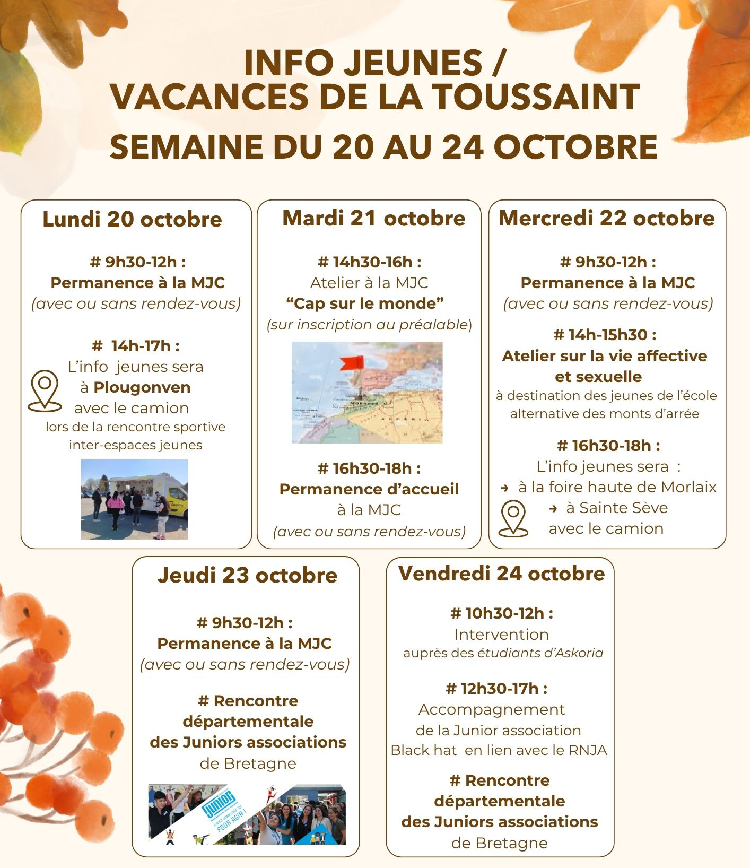 INFO JEUNES /
VACANCES DE LA TOUSSAINT
SEMAINE DU 20 AU 24 OCTOBRE
Lundi 20 octobre
# 9h30-12h :
Permanence à la MJC
(avec ou sans rendez-vous)
# 14h-17h :
L'info jeunes sera
à Plougonven
avec le camion
lors de la rencontre sportive
inter-espaces jeunes
Mardi 21 octobre
# 14h30-16h :
Atelier à la MJC
“Cap sur le monde”
(sur inscription au préalable)
# 16h30-18h :
Permanence d'accueil
à la MJC
(avec ou sans rendez-vous)
Mercredi 22 octobre
# 9h30-12h :
Permanence à la MJC
(avec ou sans rendez-vous)
# 14h-15h30 :
Atelier sur la vie affective
et sexuelle
à destination des jeunes de l'école
alternative des monts d'arrée
# 16h30-18h :
L'info jeunes sera :
→ à la foire haute de Morlaix
→ à Sainte Sève
avec le camion
Jeudi 23 octobre
# 9h30-12h :
Permanence à la MJC
(avec ou sans rendez-vous)
# Rencontre
départementale
des Juniors associations
de Bretagne
JUNIOR
POUR AGIR !
Vendredi 24 octobre
# 10h30-12h :
Intervention
auprès des étudiants d'Askoria
# 12h30-17h :
Accompagnement
de la Junior association
Black hat en lien avec le RNJA
# Rencontre
départementale
des Juniors associations
de Bretagne